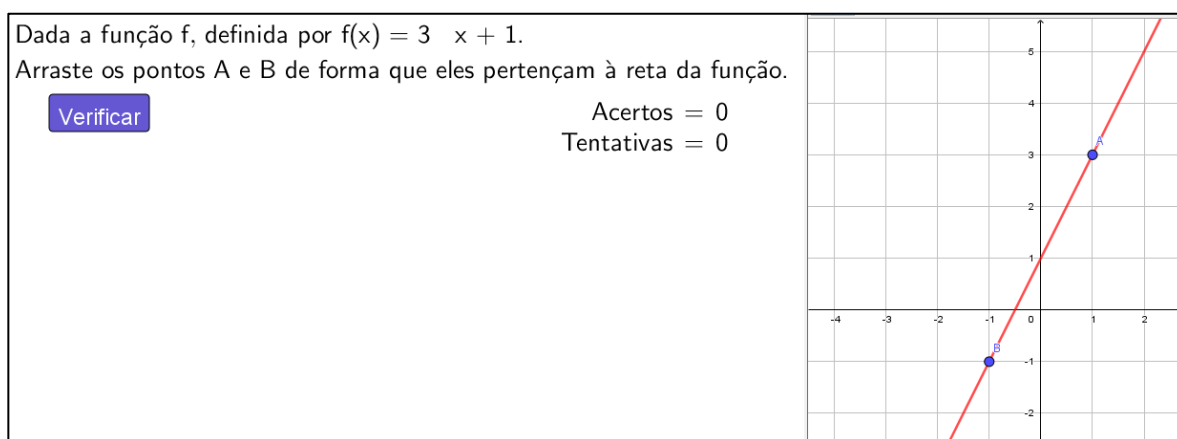 Dada a função f, definida por f(x) = 3 x + 1.
Arraste os pontos A e B de forma que eles pertençam à reta da função.
Verificar
Acertos = 0
Tentativas = 0
5
4
A
3
2
1
-4 -3 -2 -1 0 1 2
B
-1
-2